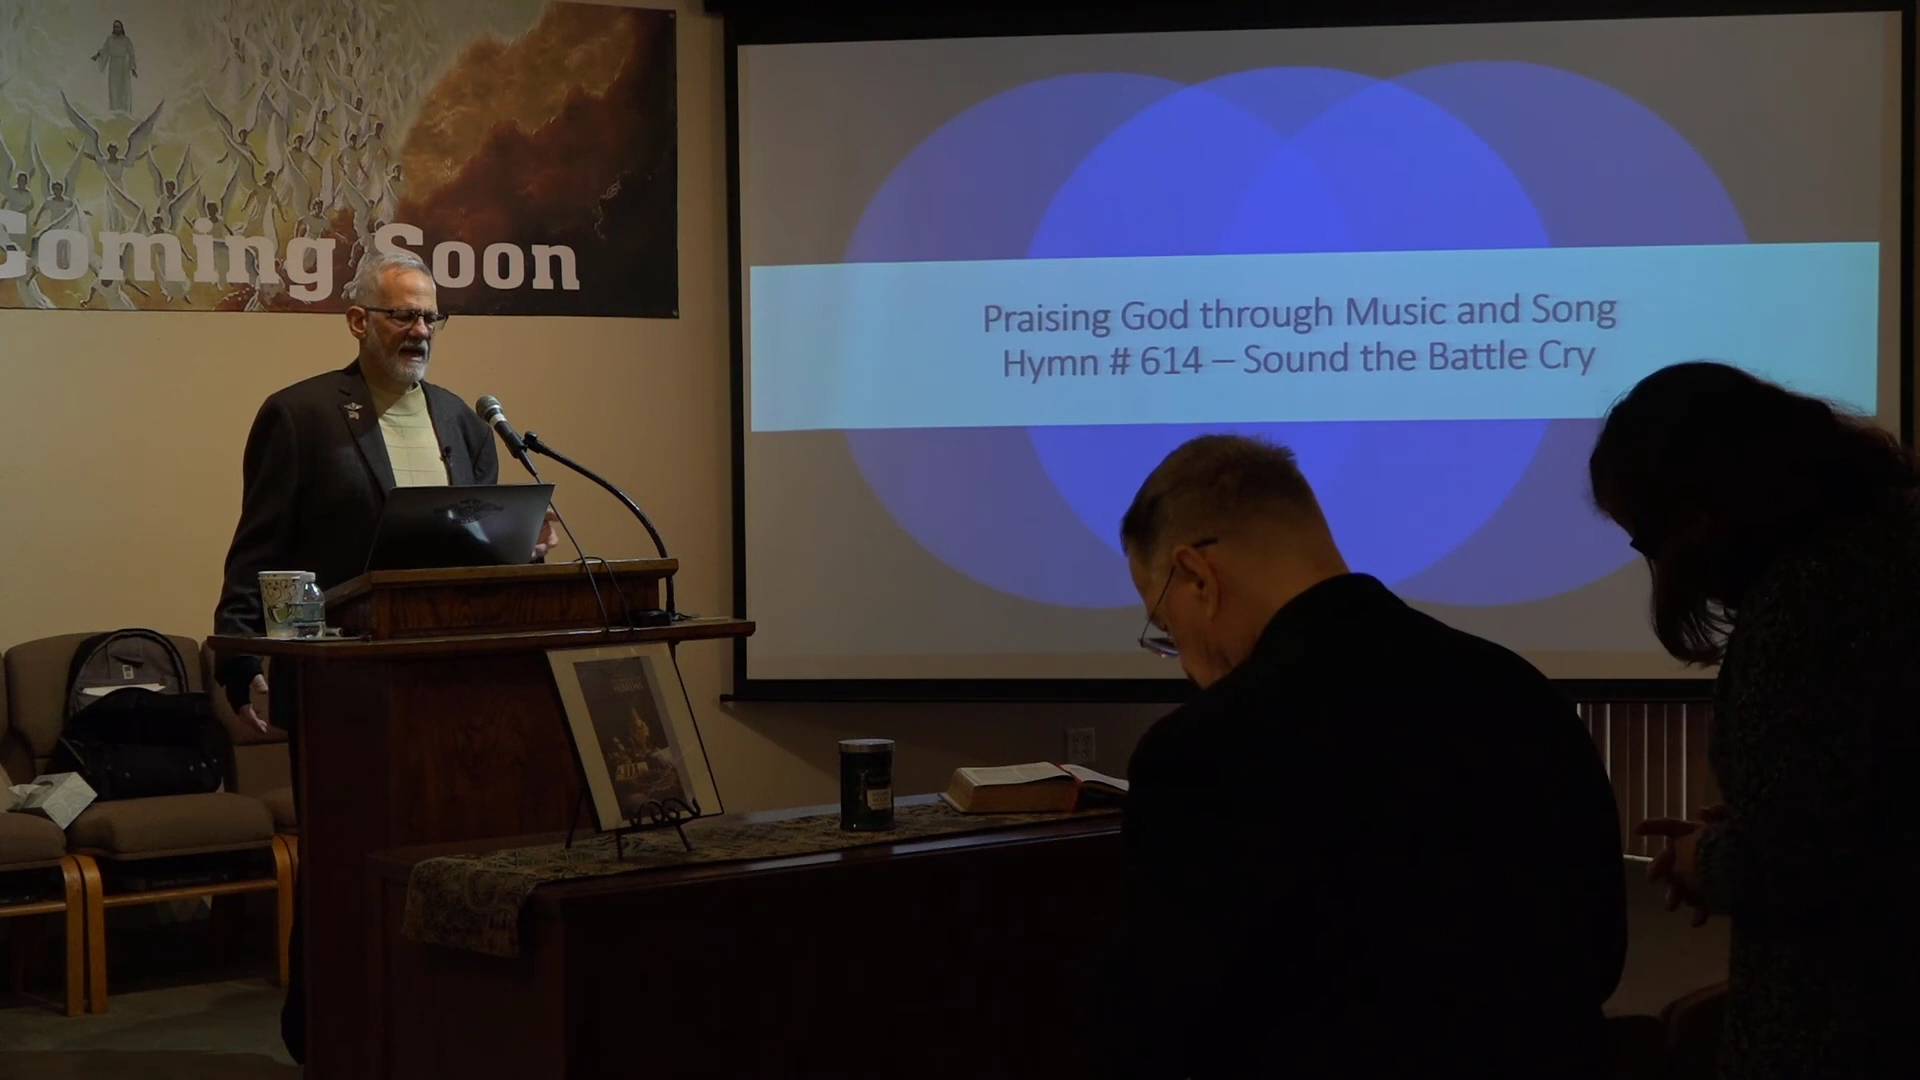 Coming Soon
Praising God through Music and Song
Hymn # 614 – Sound the Battle Cry